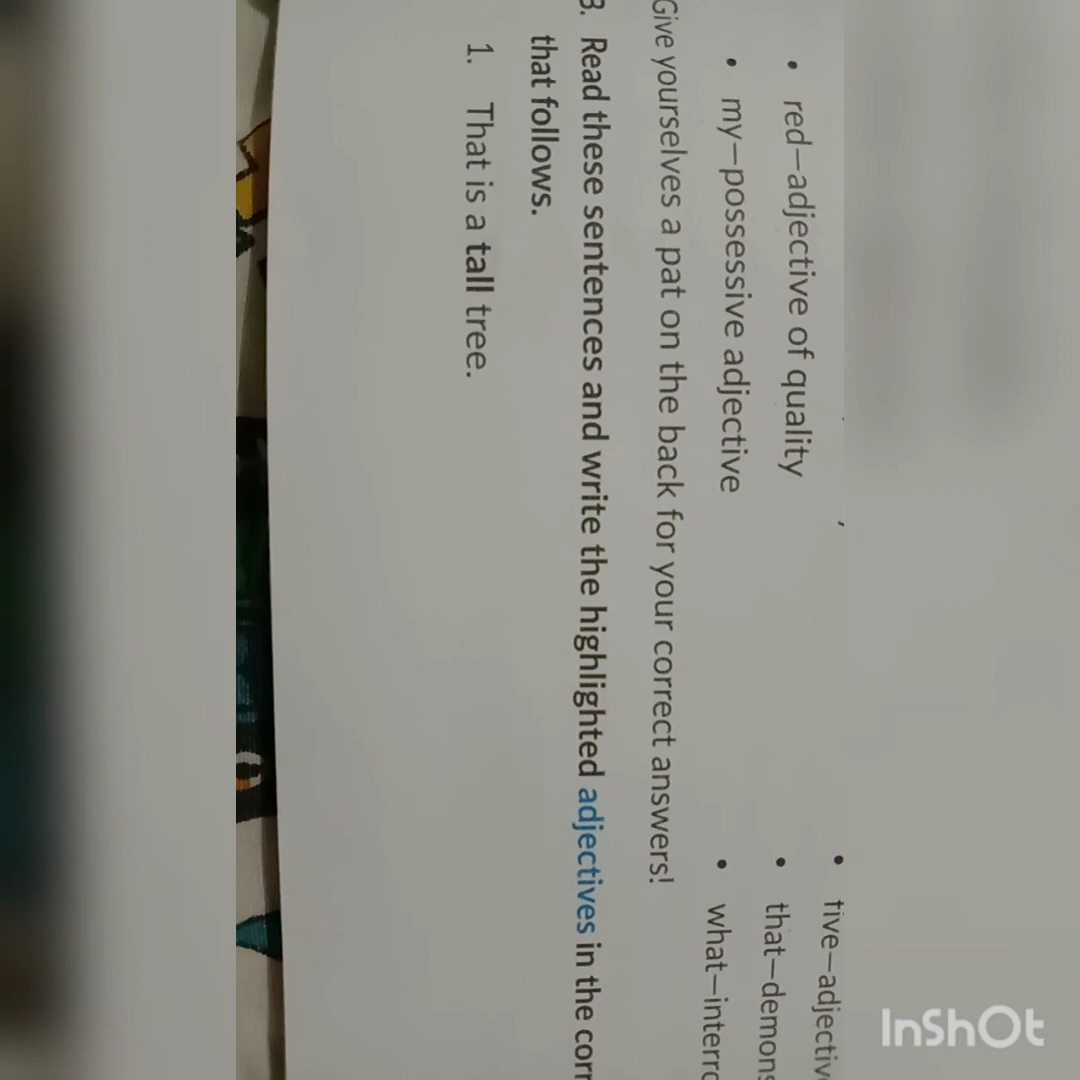 • five—adjective
• red—adjective of quality
• that—demons
• my—possessive adjective
• what—interro
Give yourselves a pat on the back for your correct answers!
3. Read these sentences and write the highlighted adjectives in the corr
that follows.
1. That is a tall tree.
InShOt